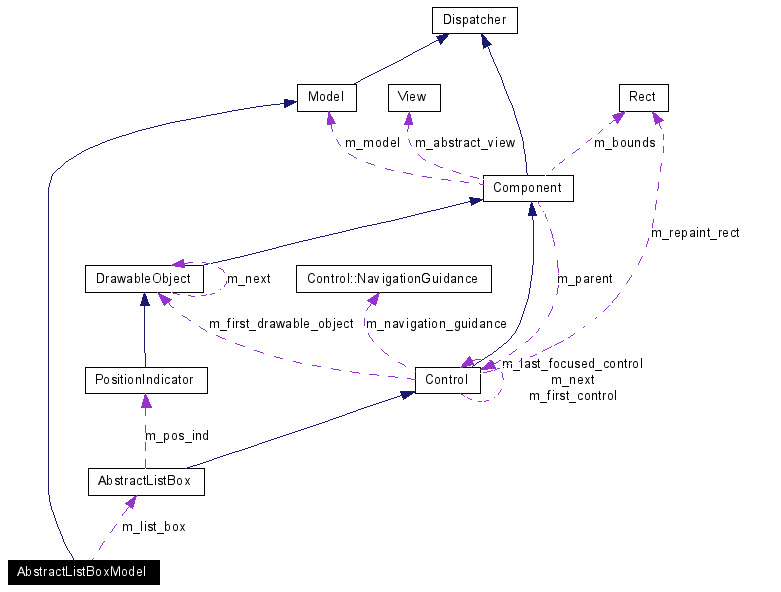 Dispatcher
Model
View
Rect
m_model
m_abstract_view
m_bounds
Component
m_repaint_rect
DrawableObject
m_next
Control::NavigationGuidance
m_parent
m_first_drawable_object
m_navigation_guidance
PositionIndicator
Control
m_last_focused_control
m_next
m_first_control
m_pos_ind
AbstractListBox
m_list_box
AbstractListBoxModel